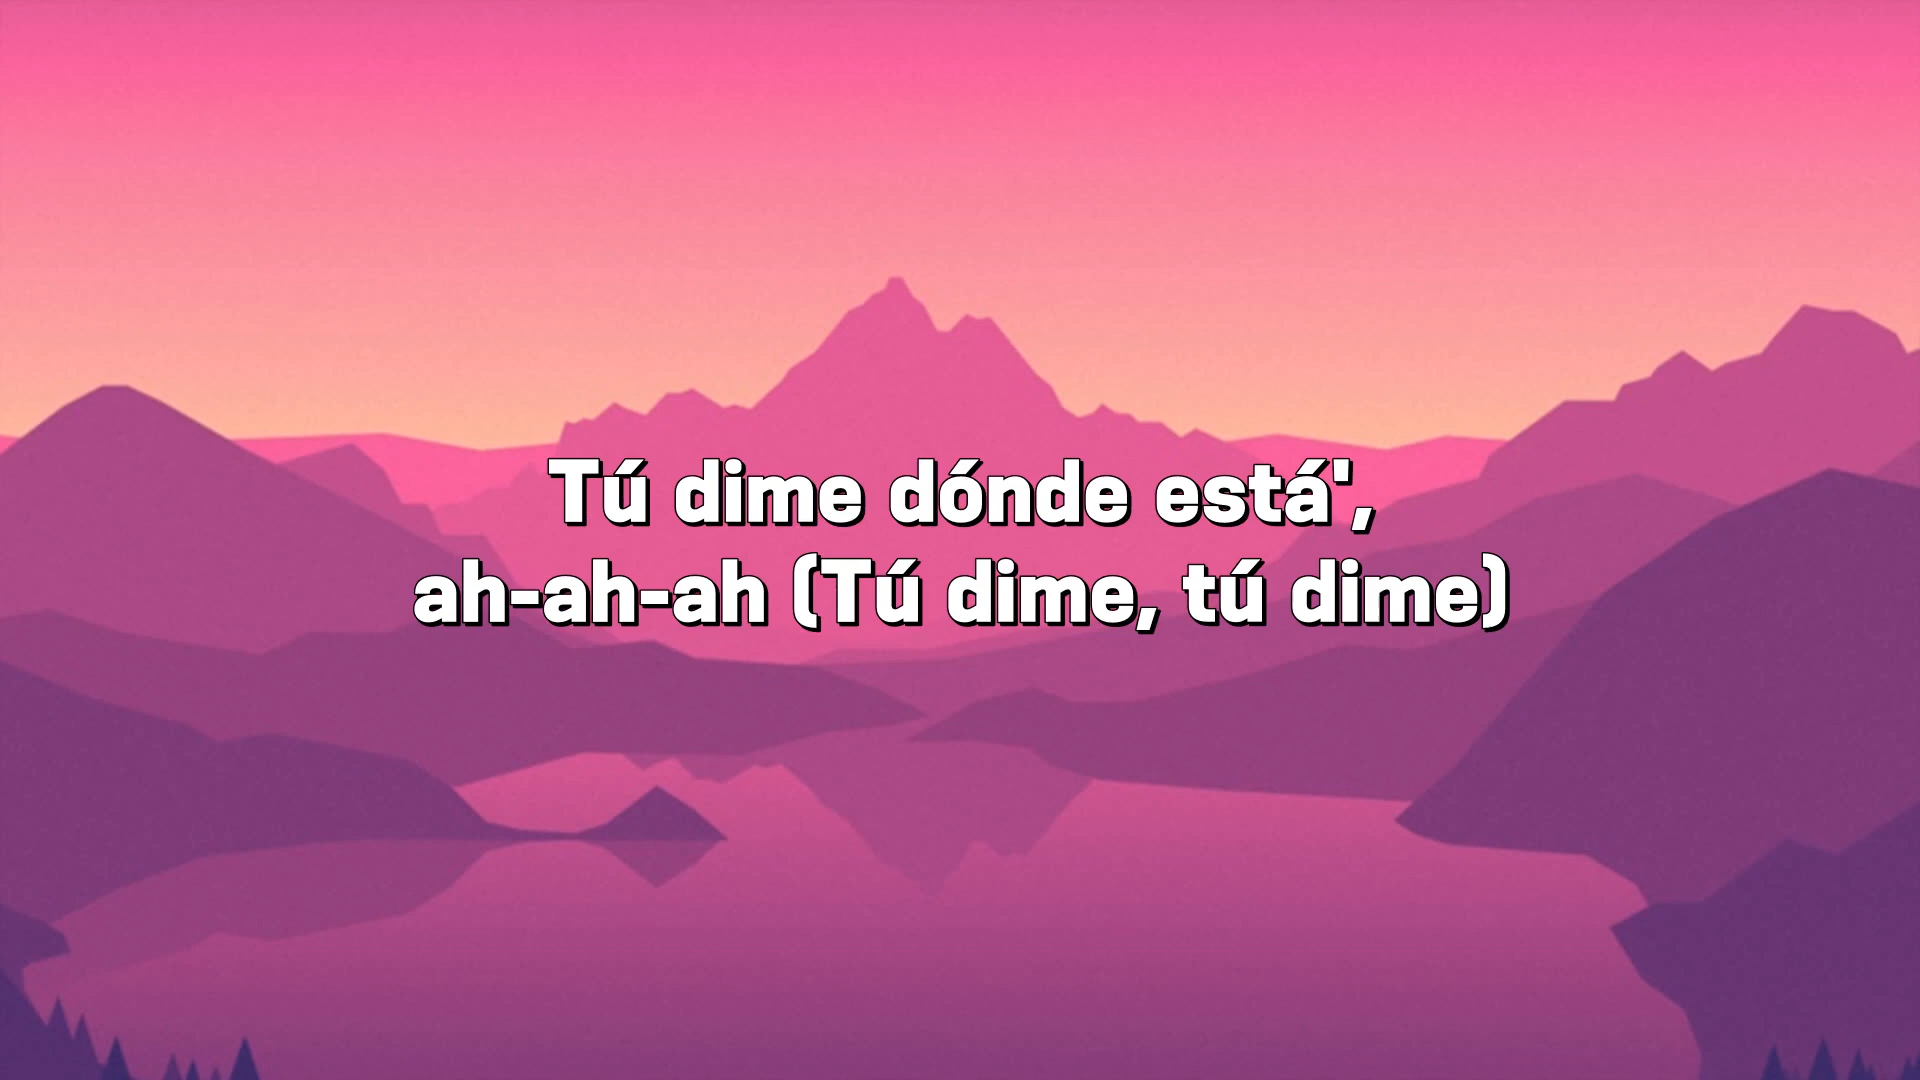 Tú dime dónde está',
ah-ah-ah (Tú dime, tú dime)